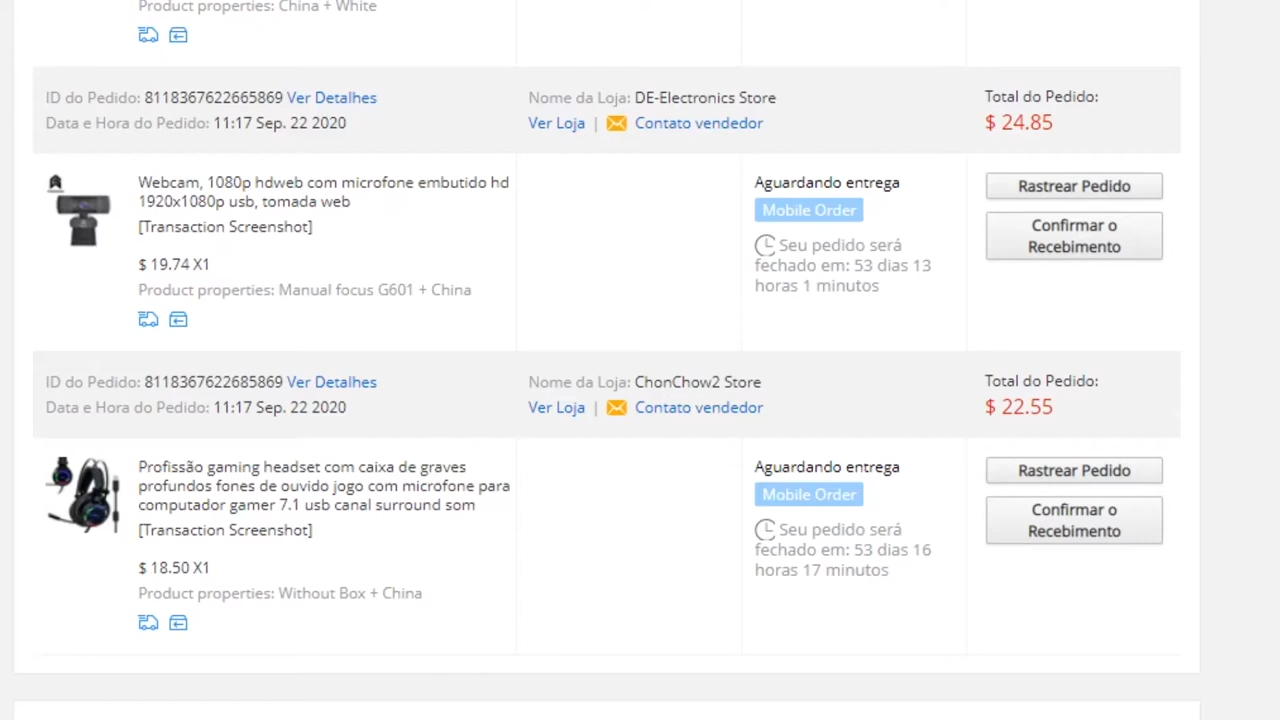 Product properties: China + White
ID do Pedido: 8118367622665869 Ver Detalhes
Data e Hora do Pedido: 11:17 Sep. 22 2020
Nome da Loja: DE-Electronics Store
Ver Loja | Contato vendedor
Total do Pedido:
$ 24.85
Webcam, 1080p hdweb com microfone embutido hd
1920x1080p usb, tomada web
[Transaction Screenshot]
$ 19.74 X1
Product properties: Manual focus G601 + China
Aguardando entrega
Mobile Order
Seu pedido será
fechado em: 53 dias 13
horas 1 minutos
Rastrear Pedido
Confirmar o
Recebimento
ID do Pedido: 8118367622685869 Ver Detalhes
Data e Hora do Pedido: 11:17 Sep. 22 2020
Nome da Loja: ChonChow2 Store
Ver Loja | Contato vendedor
Total do Pedido:
$ 22.55
Profissão gaming headset com caixa de graves
profundos fones de ouvido jogo com microfone para
computador gamer 7.1 usb canal surround som
[Transaction Screenshot]
$ 18.50 X1
Product properties: Without Box + China
Aguardando entrega
Mobile Order
Seu pedido será
fechado em: 53 dias 16
horas 17 minutos
Rastrear Pedido
Confirmar o
Recebimento